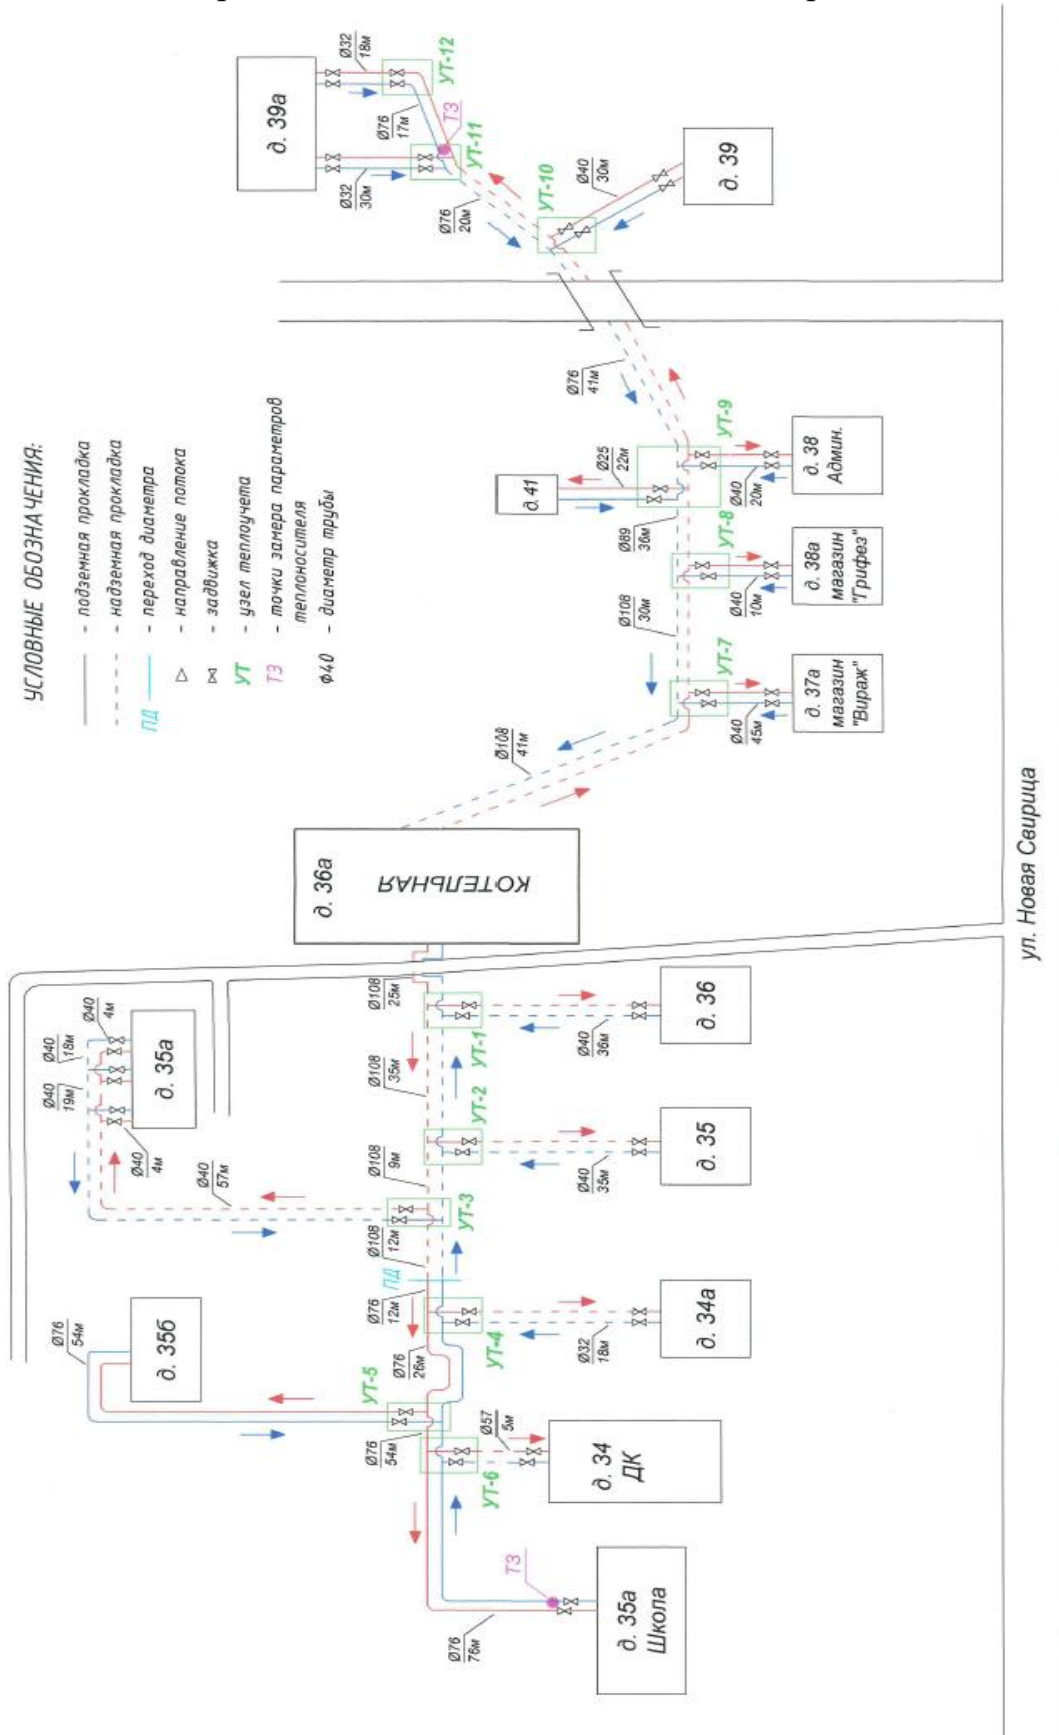 УСЛОВНЫЕ ОБОЗНАЧЕНИЯ:
- подземная прокладка
- надземная прокладка
ПД - переход диаметра
- направление потока
- задвижка
УТ - узел теплоучета
ТЗ - точки замера параметров
теплоносителя
ф40 - диаметр трубы
д. 35а
Школа
Ø76
76м
ТЗ
д. 34
ДК
Ø57
5м
УТ-6
Ø76
54м
УТ-5
Ø76
54м
д. 35б
Ø76
26м
УТ-4
Ø76
12м
ПД
Ø32
18м
д. 34а
Ø108
12м
УТ-3
Ø40
57м
Ø40
4м
Ø40
19м
Ø40
18м
Ø40
4м
д. 35а
Ø108
9м
УТ-2
Ø40
35м
д. 35
Ø108
35м
УТ-1
Ø108
25м
Ø40
36м
д. 36
д. 36а
КОТЕЛЬНАЯ
Ø108
41м
УТ-7
Ø40
45м
д. 37а
магазин
"Вираж"
Ø108
30м
УТ-8
Ø40
10м
д. 38а
магазин
"Грифез"
Ø89
36м
УТ-9
Ø40
20м
д. 38
Админ.
Ø25
22м
д.41
Ø76
41м
УТ-10
Ø40
30м
д. 39
Ø76
20м
УТ-11
ТЗ
Ø32
30м
Ø76
17м
УТ-12
Ø32
18м
д. 39а
ул. Новая Свирица